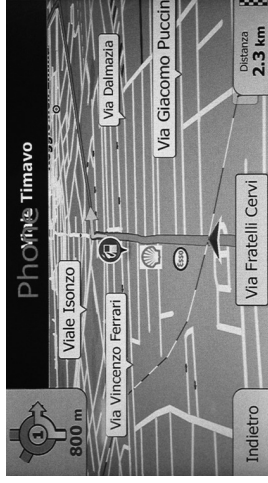 Phone
Viale Timavo
1
800 m
Viale Isonzo
Via Dalmazia
Via Giacomo Puccin
Via Vincenzo Ferrari
Esso
Via Fratelli Cervi
Distanza
2.3 km
Indietro